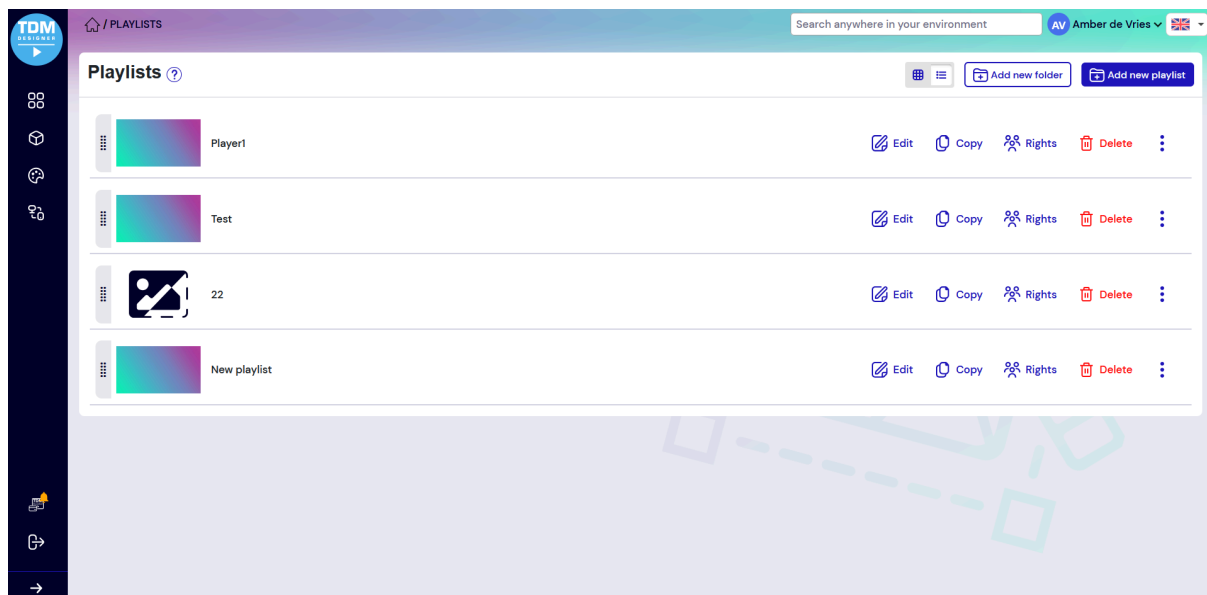 TDM
DESIGNER
/ PLAYLISTS
Search anywhere in your environment
AV Amber de Vries
Playlists ?
Add new folder
Add new playlist
Player1
Edit Copy Rights Delete
Test
Edit Copy Rights Delete
22
Edit Copy Rights Delete
New playlist
Edit Copy Rights Delete